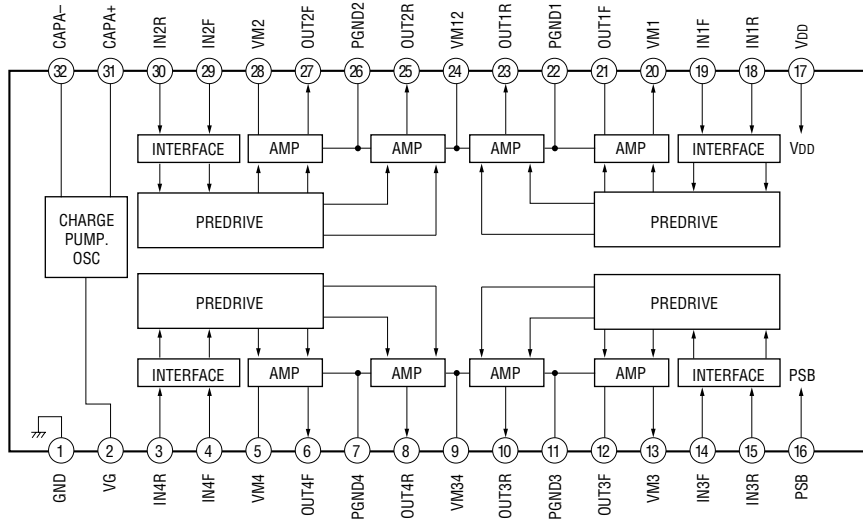 CAPA–
CAPA+
IN2R
IN2F
VM2
OUT2F
PGND2
OUT2R
VM12
OUT1R
PGND1
OUT1F
VM1
IN1F
IN1R
VDD
32 31 30 29 28 27 26 25 24 23 22 21 20 19 18 17
INTERFACE AMP AMP AMP AMP INTERFACE VDD
CHARGE
PUMP.
OSC
PREDRIVE PREDRIVE
PREDRIVE PREDRIVE
INTERFACE AMP AMP AMP AMP INTERFACE PSB
1 2 3 4 5 6 7 8 9 10 11 12 13 14 15 16
GND
VG
IN4R
IN4F
VM4
OUT4F
PGND4
OUT4R
VM34
OUT3R
PGND3
OUT3F
VM3
IN3F
IN3R
PSB